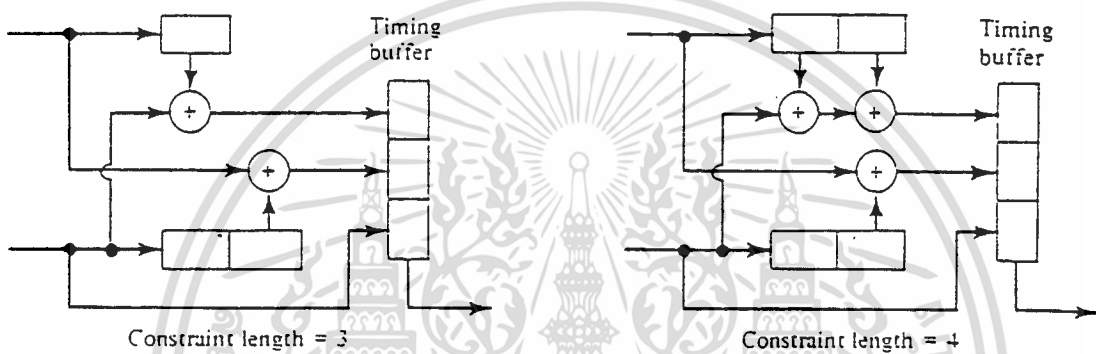 Timing
buffer
Constraint length = 3
Timing
buffer
Constraint length = 4